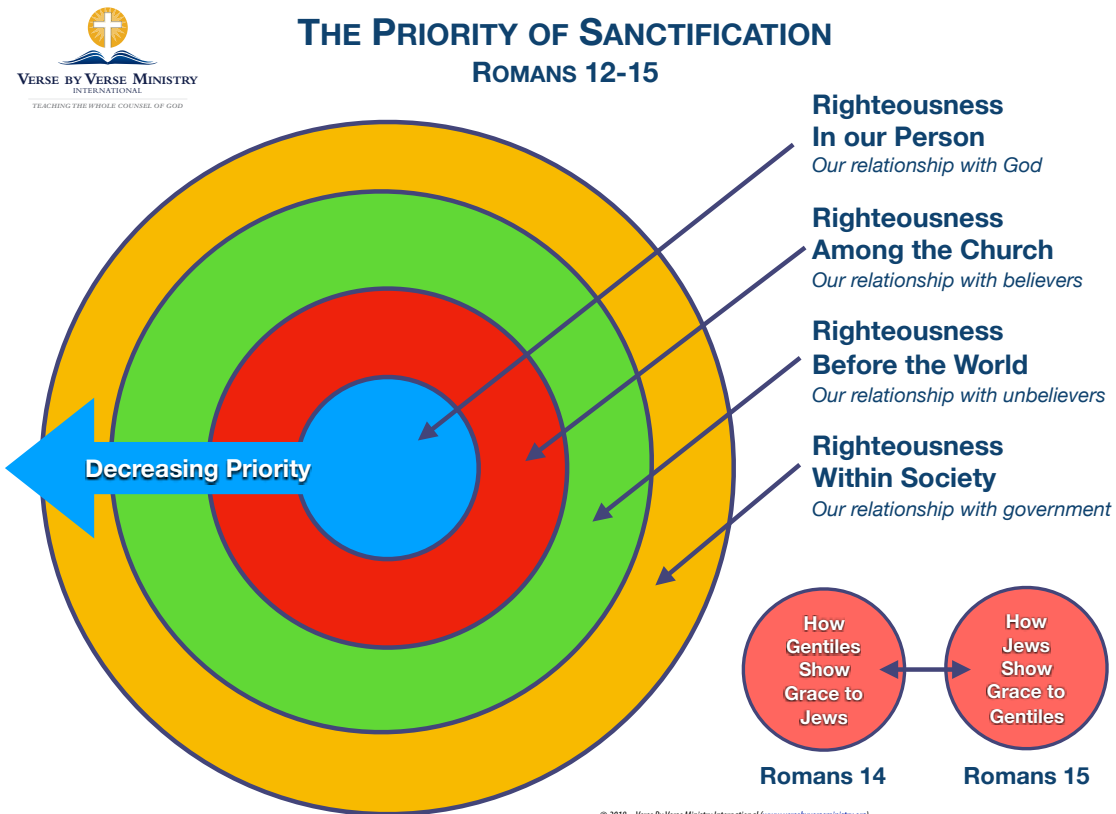 VERSE BY VERSE MINISTRY
INTERNATIONAL
TEACHING THE WHOLE COUNSEL OF GOD
THE PRIORITY OF SANCTIFICATION
ROMANS 12-15
Righteousness
In our Person
Our relationship with God
Righteousness
Among the Church
Our relationship with believers
Righteousness
Before the World
Our relationship with unbelievers
Righteousness
Within Society
Our relationship with government
Decreasing Priority
How
Gentiles
Show
Grace to
Jews
How
Jews
Show
Grace to
Gentiles
Romans 14
Romans 15